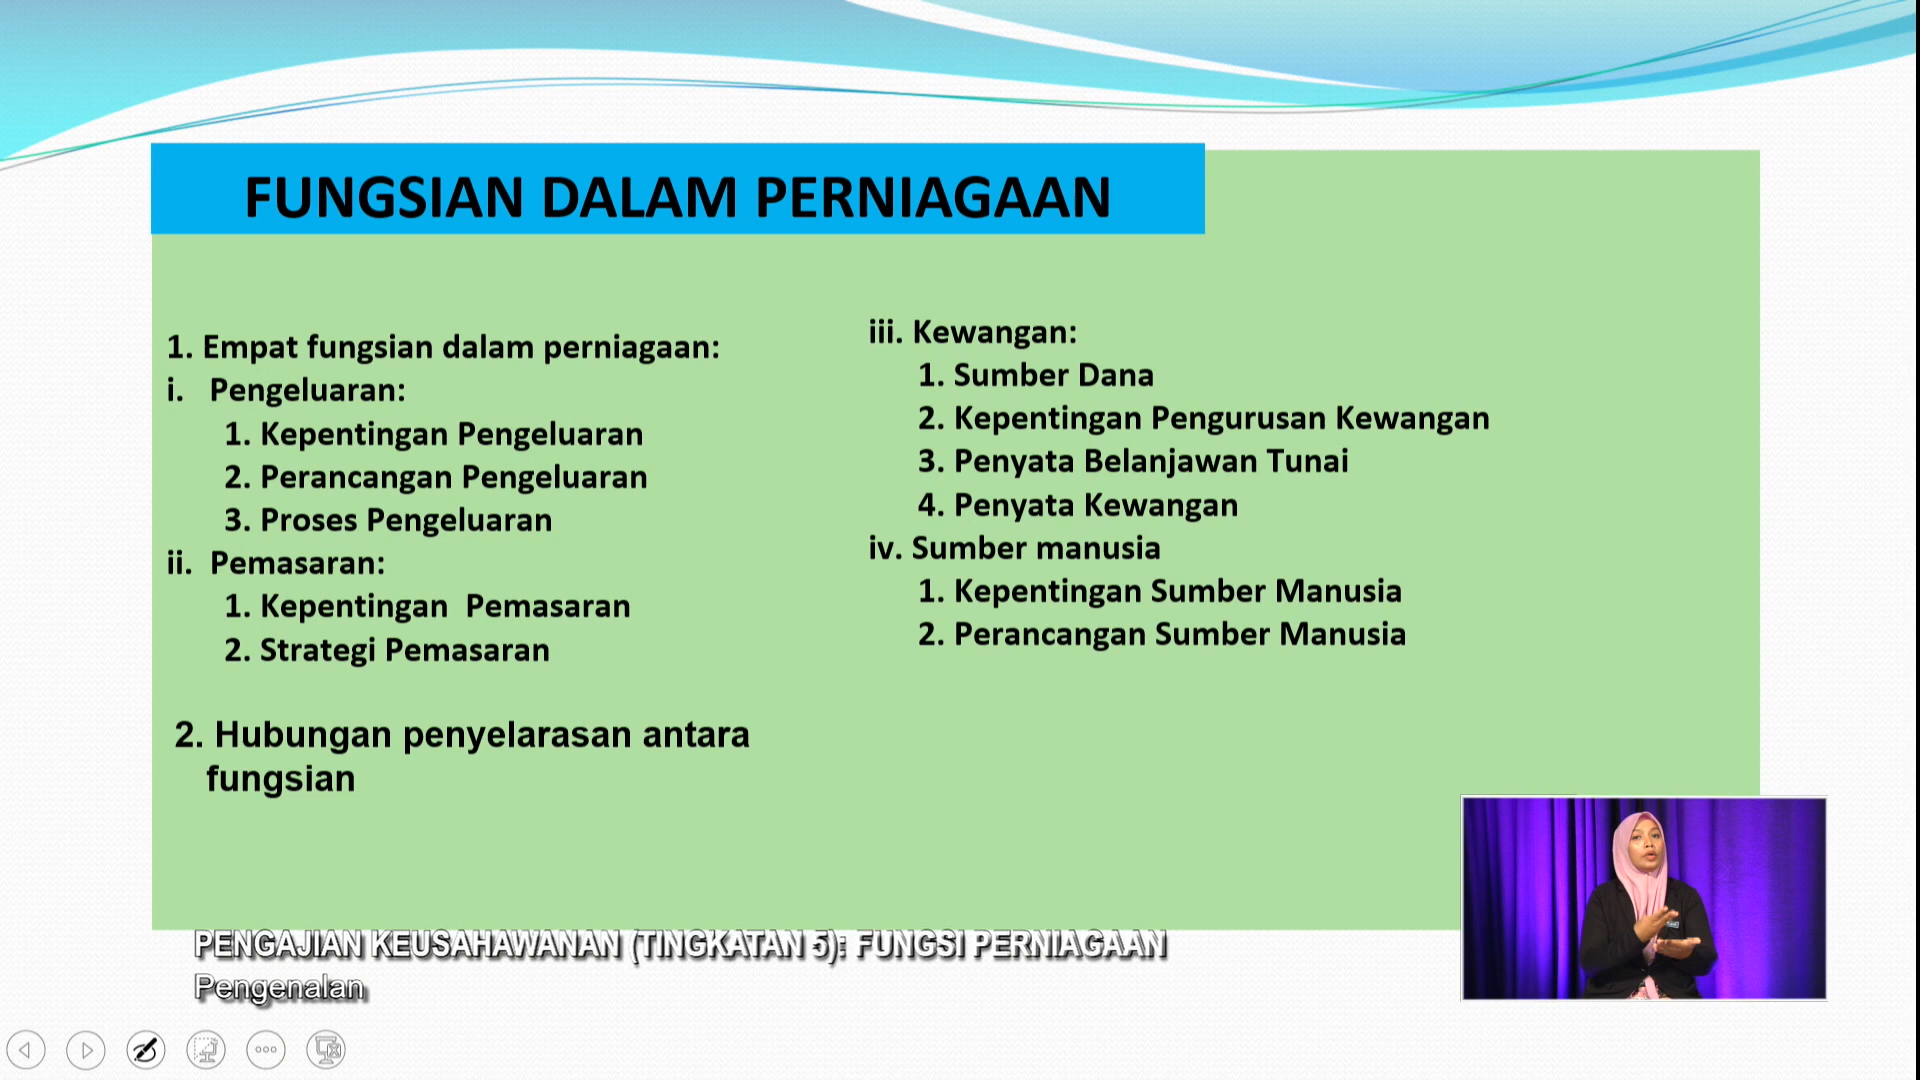 FUNGSIAN DALAM PERNIAGAAN
1. Empat fungsian dalam perniagaan:
i. Pengeluaran:
1. Kepentingan Pengeluaran
2. Perancangan Pengeluaran
3. Proses Pengeluaran
ii. Pemasaran:
1. Kepentingan Pemasaran
2. Strategi Pemasaran
2. Hubungan penyelarasan antara
fungsian
iii. Kewangan:
1. Sumber Dana
2. Kepentingan Pengurusan Kewangan
3. Penyata Belanjawan Tunai
4. Penyata Kewangan
iv. Sumber manusia
1. Kepentingan Sumber Manusia
2. Perancangan Sumber Manusia
PENGAJIAN KEUSAHAWANAN (TINGKATAN 5): FUNGSI PERNIAGAAN
Pengenalan